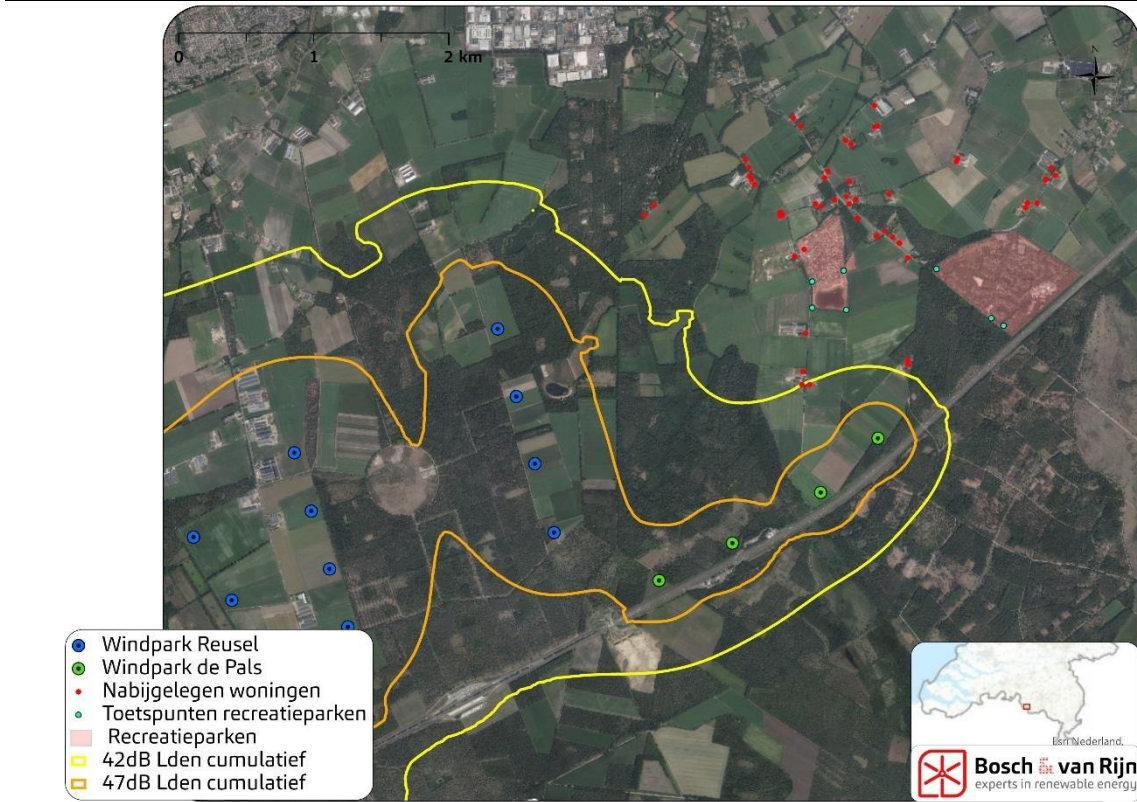 0 1 2 km
N
Windpark Reusel
Windpark de Pals
Nabijgelegen woningen
Toetspunten recreatieparken
Recreatieparken
42dB Lden cumulatief
47dB Lden cumulatief
Esri Nederland,
Bosch & van Rijn
experts in renewable energy